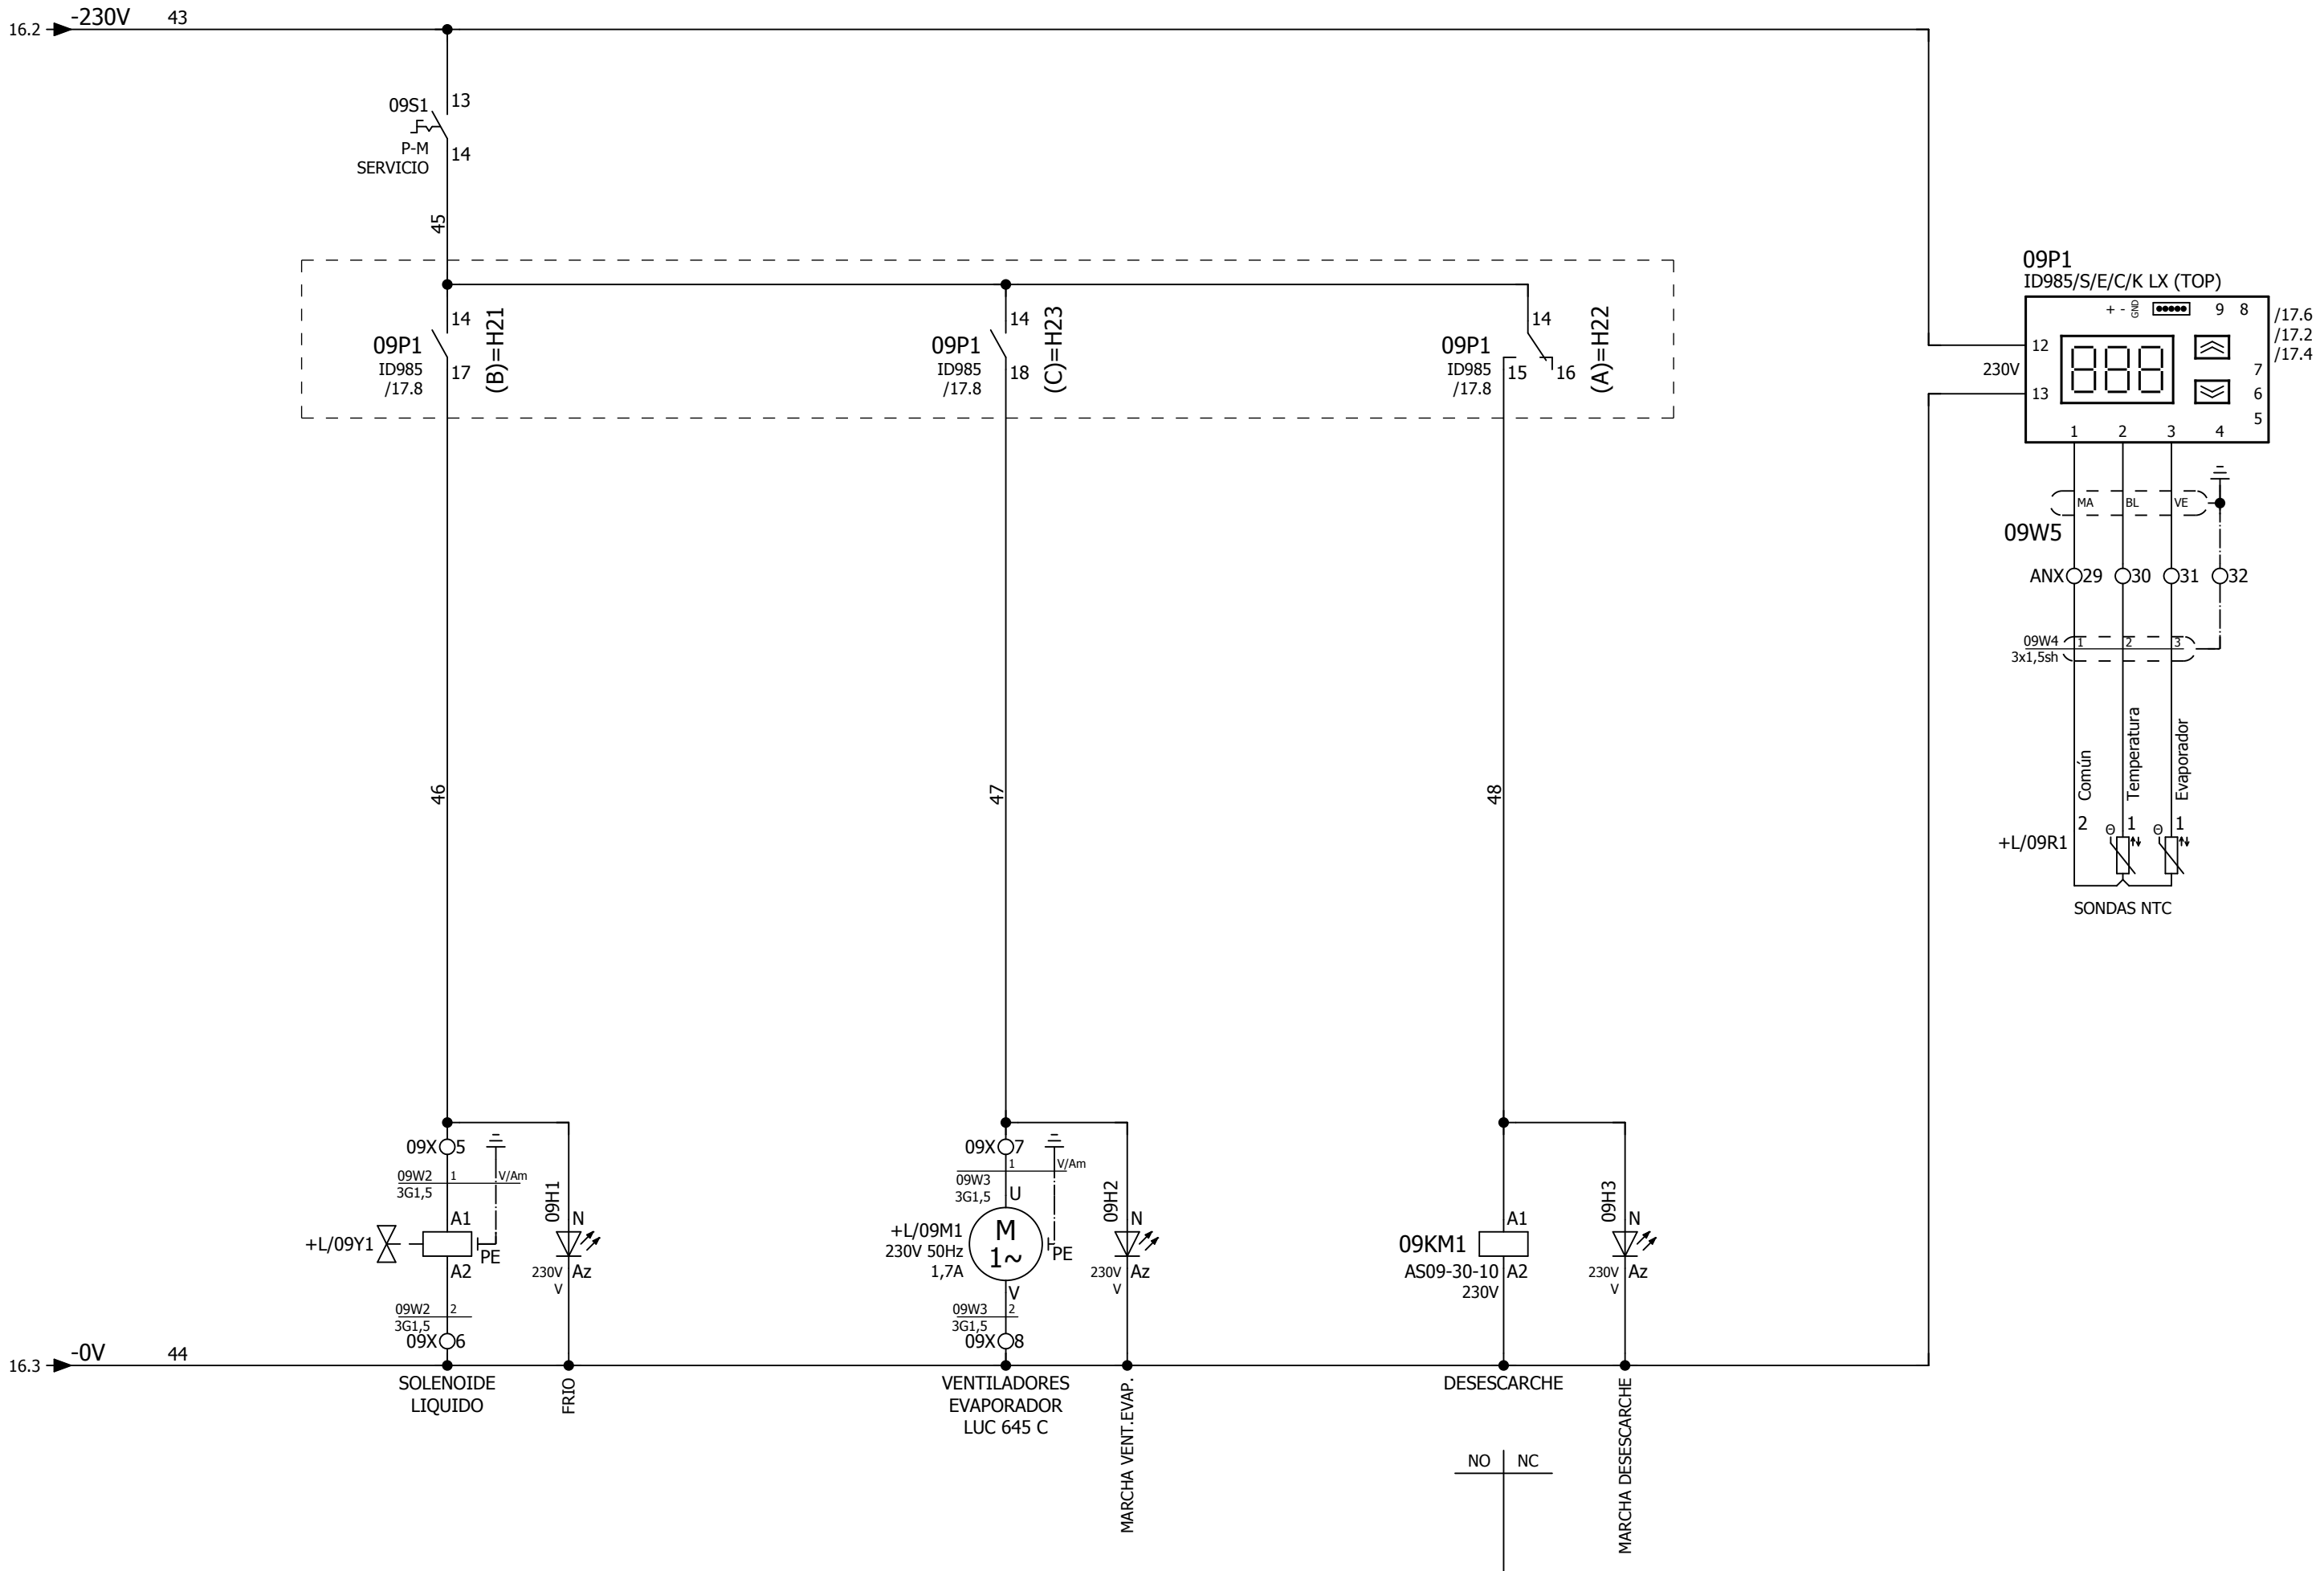 16.2
-230V
43
09S1
13
P-M
SERVICIO
14
45
09P1
ID985
/17.8
14
17
(B)=H21
09P1
ID985
/17.8
14
18
(C)=H23
09P1
ID985
/17.8
14
15
16
(A)=H22
09P1
ID985/S/E/C/K LX (TOP)
+ - GND
9
8
/17.6
/17.2
/17.4
12
230V
13
7
6
5
1
2
3
4
MA
BL
VE
09W5
ANX
29
30
31
32
09W4
3x1,5sh
1
2
3
Común
Temperatura
Evaporador
2
Θ
1
Θ
1
+L/09R1
SONDAS NTC
46
47
48
09X
5
09W2
3G1,5
1
V/Am
+L/09Y1
A1
A2
PE
09W2
3G1,5
2
09X
6
09H1
N
230V
V
Az
09X
7
09W3
3G1,5
1
V/Am
U
+L/09M1
230V 50Hz
1,7A
M
1~
PE
V
09W3
3G1,5
2
09X
8
09H2
N
230V
V
Az
09KM1
AS09-30-10
230V
A1
A2
09H3
N
230V
V
Az
16.3
-0V
44
SOLENOIDE
LIQUIDO
FRIO
VENTILADORES
EVAPORADOR
LUC 645 C
MARCHA VENT.EVAP.
DESESCARCHE
MARCHA DESESCARCHE
NO
NC